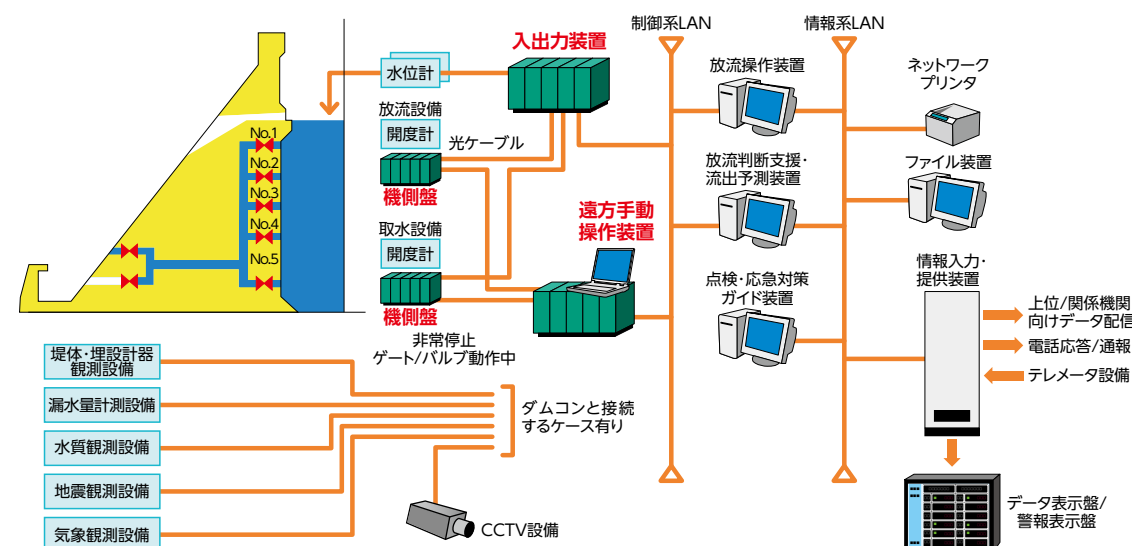 制御系LAN
情報系LAN
入出力装置
水位計
放流設備
開度計
光ケーブル
機側盤
取水設備
開度計
機側盤
非常停止
ゲート/バルブ動作中
遠方手動
操作装置
No.1
No.2
No.3
No.4
No.5
放流操作装置
放流判断支援・
流出予測装置
点検・応急対策
ガイド装置
ネットワーク
プリンタ
ファイル装置
情報入力・
提供装置
上位/関係機関
向けデータ配信
電話応答/通報
テレメータ設備
データ表示盤/
警報表示盤
堤体・埋設計器
観測設備
漏水量計測設備
水質観測設備
地震観測設備
気象観測設備
ダムコンと接続
するケース有り
CCTV設備